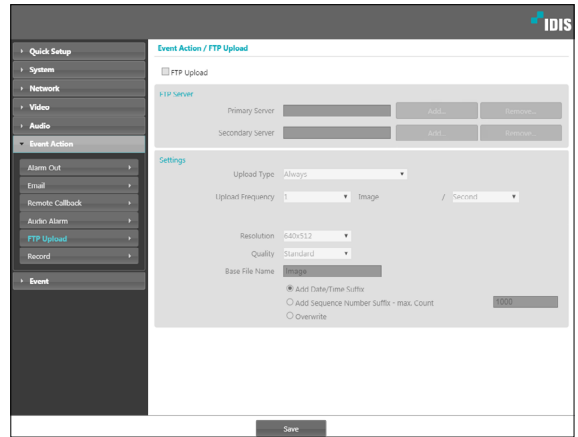 IDIS
Quick Setup
System
Network
Video
Audio
Event Action
Alarm Out
Email
Remote Callback
Audio Alarm
FTP Upload
Record
Event
Event Action / FTP Upload
FTP Upload
FTP Server
Primary Server Add... Remove...
Secondary Server Add... Remove...
Settings
Upload Type Always
Upload Frequency 1 Image / Second
Resolution 640x512
Quality Standard
Base File Name Image
Add Date/Time Suffix
Add Sequence Number Suffix - max. Count 1000
Overwrite
Save